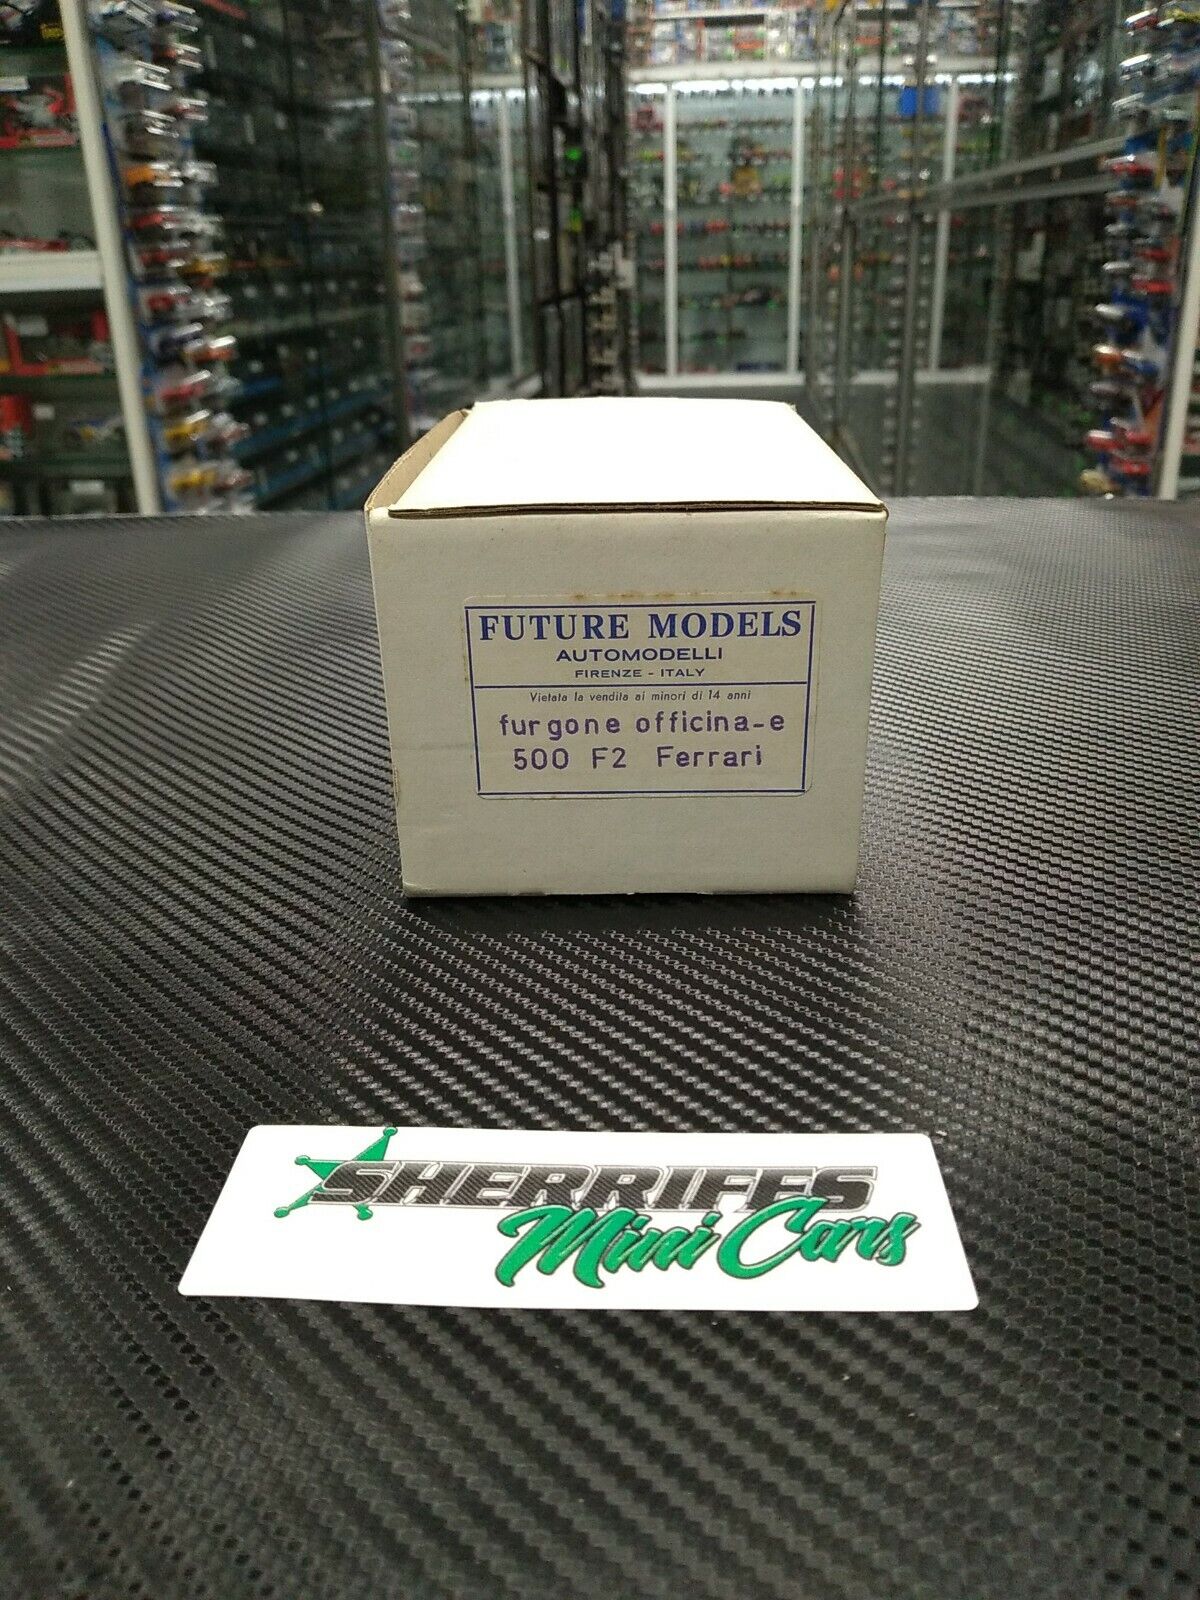 FUTURE MODELS
AUTOMODELLI
FIRENZE - ITALY
Vietata la vendita ai minori di 14 anni
furgone officina-e
500 F2 Ferrari
SHERRIFFS
Mini Cars